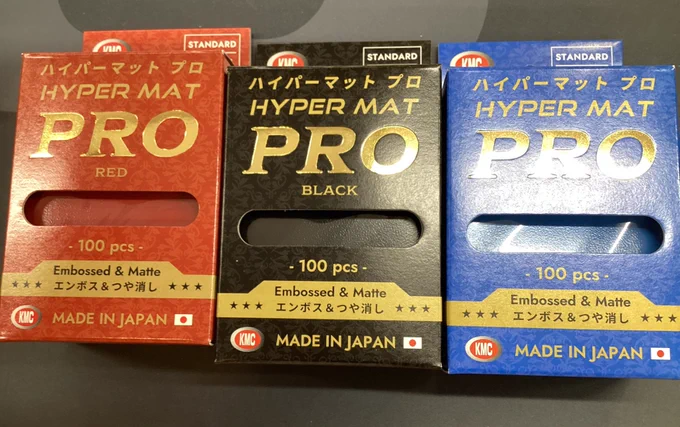 KMC
STANDARD
ハイパーマット プロ
HYPER MAT
PRO
RED
- 100 pcs -
Embossed & Matte
★★★ エンボス＆つや消し ★★★
KMC MADE IN JAPAN
KMC
STANDARD
ハイパーマット プロ
HYPER MAT
PRO
BLACK
- 100 pcs -
Embossed & Matte
★★★ エンボス＆つや消し ★★★
KMC MADE IN JAPAN
KMC
STANDARD
ハイパーマット プロ
HYPER MAT
PRO
- 100 pcs -
Embossed & Matte
★★★ エンボス＆つや消し ★★★
KMC MADE IN JAPAN